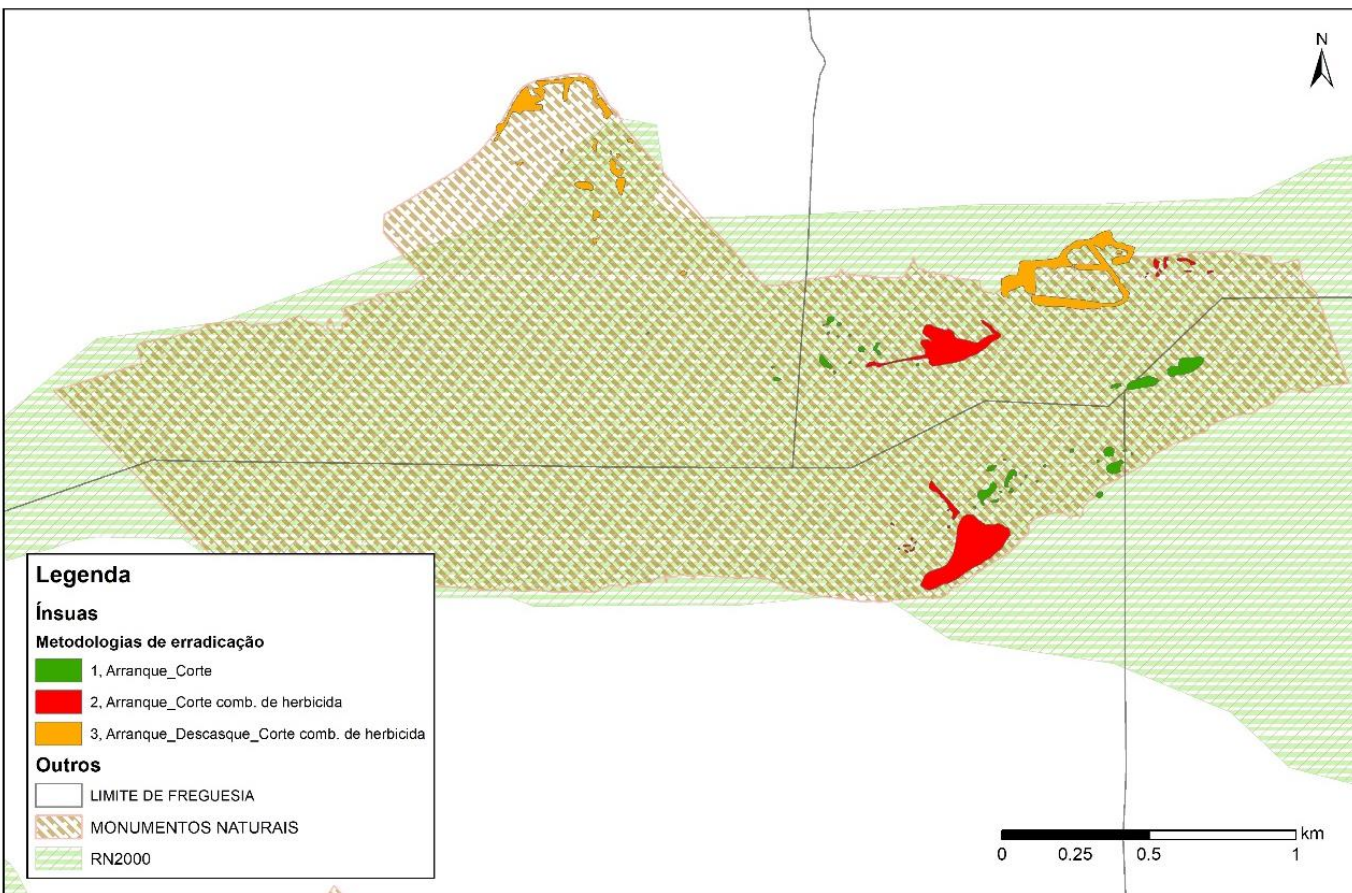 N
Legenda
Ínsuas
Metodologias de erradicação
1, Arranque_Corte
2, Arranque_Corte comb. de herbicida
3, Arranque_Descasque_Corte comb. de herbicida
Outros
LIMITE DE FREGUESIA
MONUMENTOS NATURAIS
RN2000
km
0 0.25 0.5 1